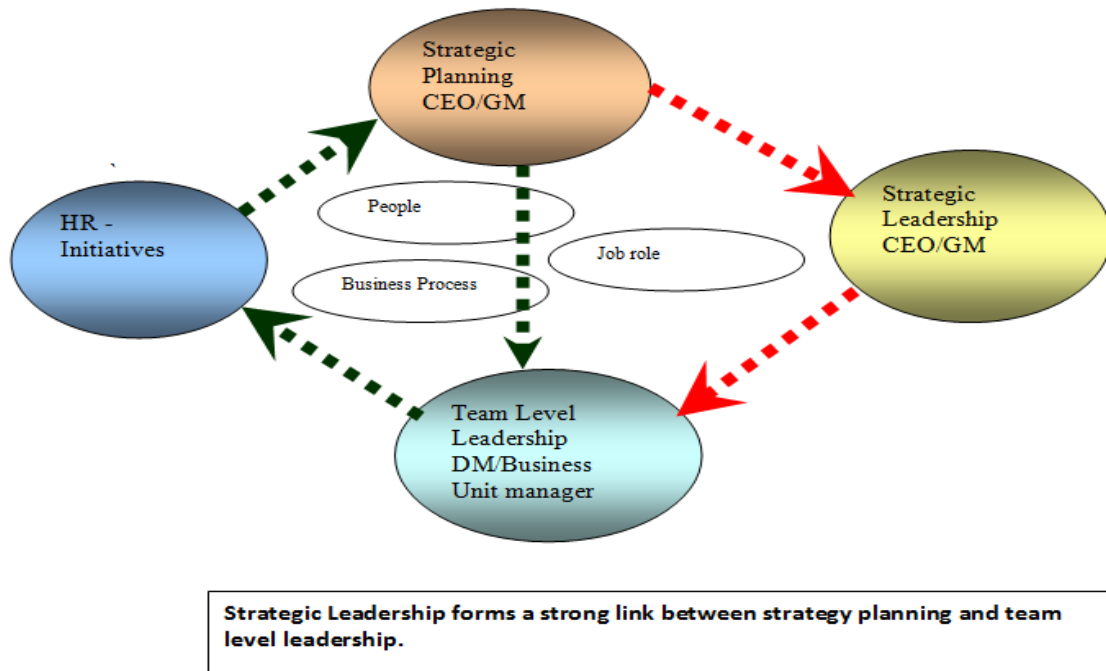 Strategic
Planning
CEO/GM
`
HR -
Initiatives
People
Business Process
Job role
Strategic
Leadership
CEO/GM
Team Level
Leadership
DM/Business
Unit manager
Strategic Leadership forms a strong link between strategy planning and team
level leadership.